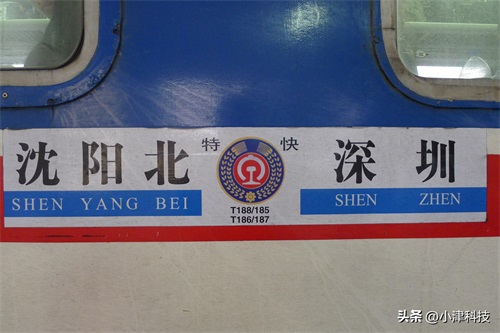 沈阳北 特 快 深圳
SHEN YANG BEI SHEN ZHEN
T188/185
T186/187
头条 @小津科技